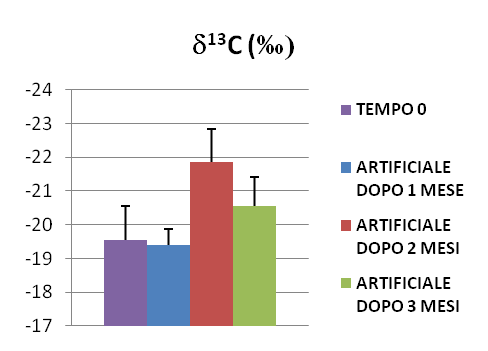 δ¹³C (‰)
-24
-23
-22
-21
-20
-19
-18
-17
TEMPO 0
ARTIFICIALE
DOPO 1 MESE
ARTIFICIALE
DOPO 2 MESI
ARTIFICIALE
DOPO 3 MESI